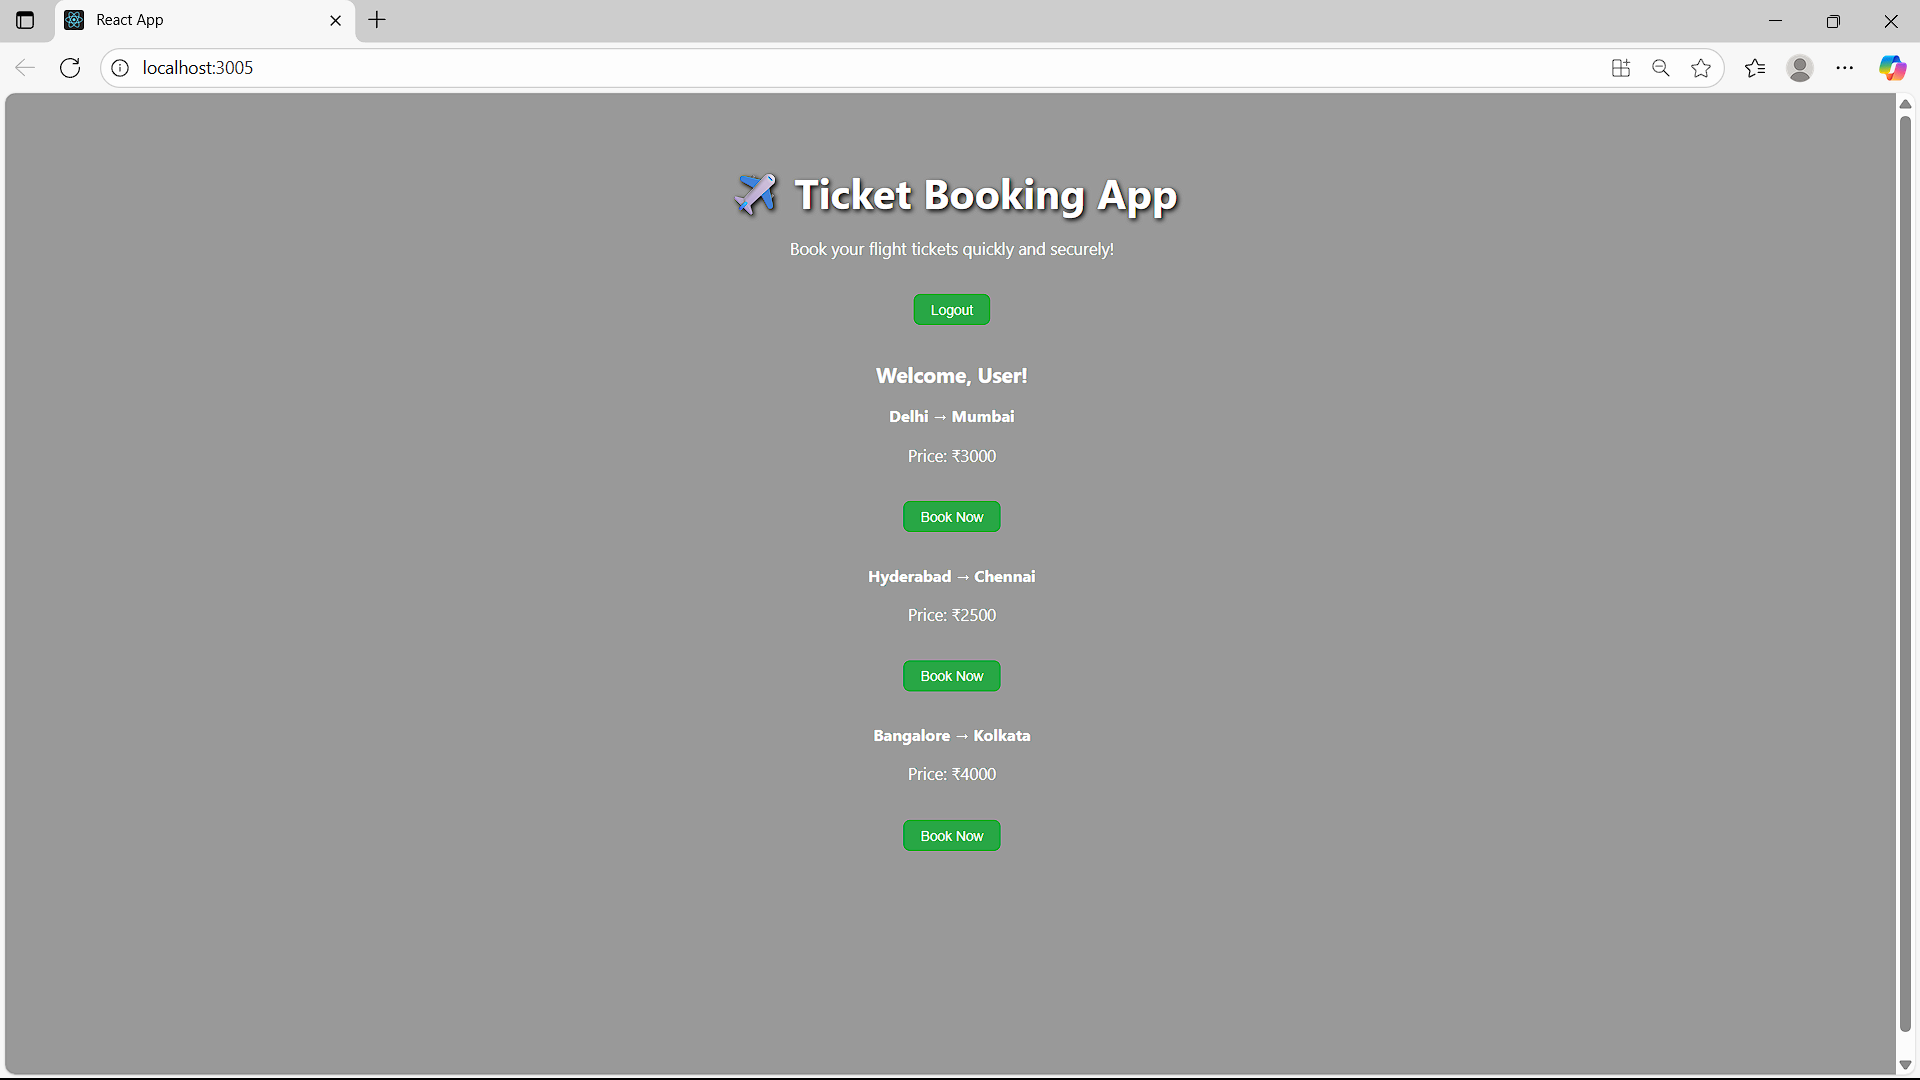 React App
localhost:3005
Ticket Booking App
Book your flight tickets quickly and securely!
Logout
Welcome, User!
Delhi → Mumbai
Price: ₹3000
Book Now
Hyderabad → Chennai
Price: ₹2500
Book Now
Bangalore → Kolkata
Price: ₹4000
Book Now